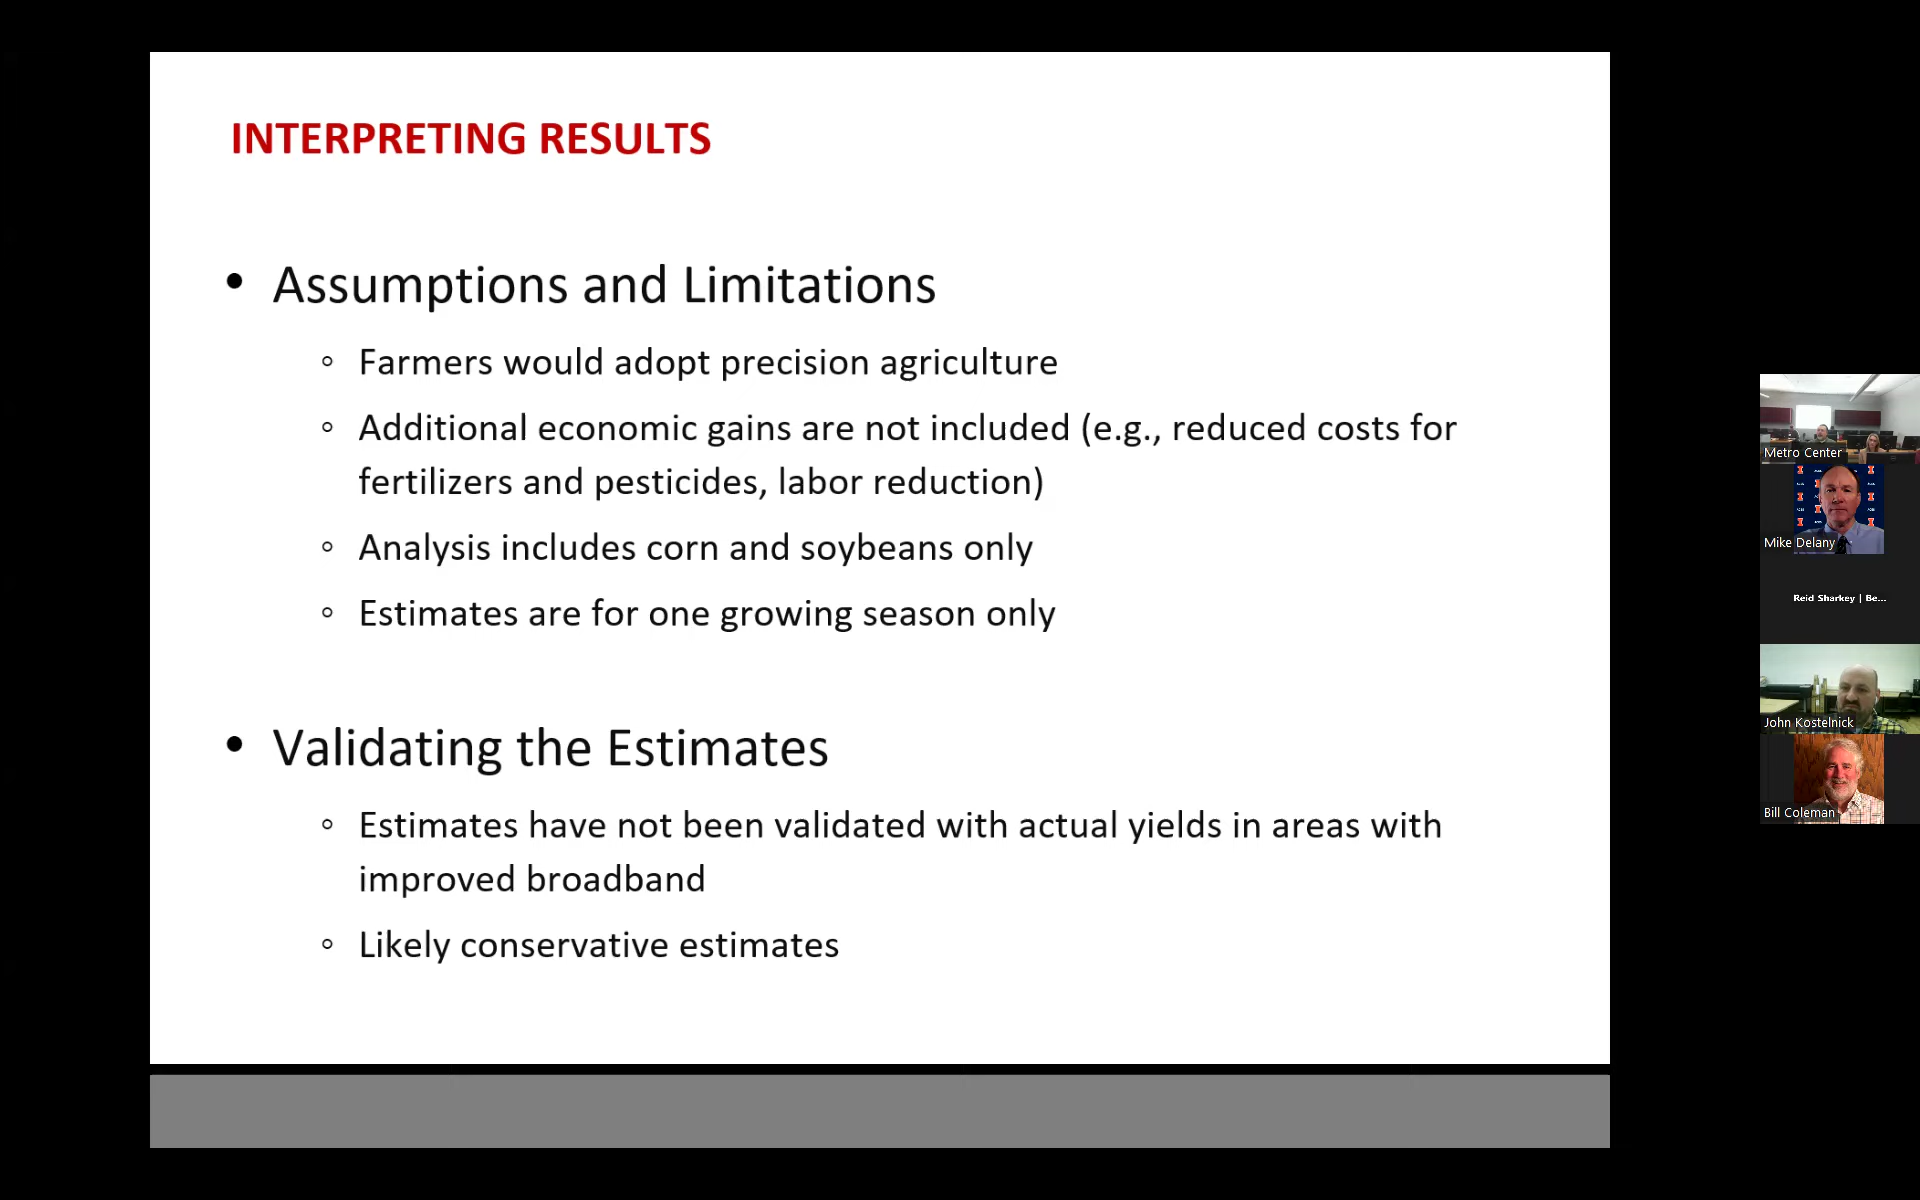 INTERPRETING RESULTS
• Assumptions and Limitations
◦ Farmers would adopt precision agriculture
◦ Additional economic gains are not included (e.g., reduced costs for
fertilizers and pesticides, labor reduction)
◦ Analysis includes corn and soybeans only
◦ Estimates are for one growing season only
• Validating the Estimates
◦ Estimates have not been validated with actual yields in areas with
improved broadband
◦ Likely conservative estimates
Metro Center
Mike Delany
Reid Sharkey | Be...
John Kostelnick
Bill Coleman